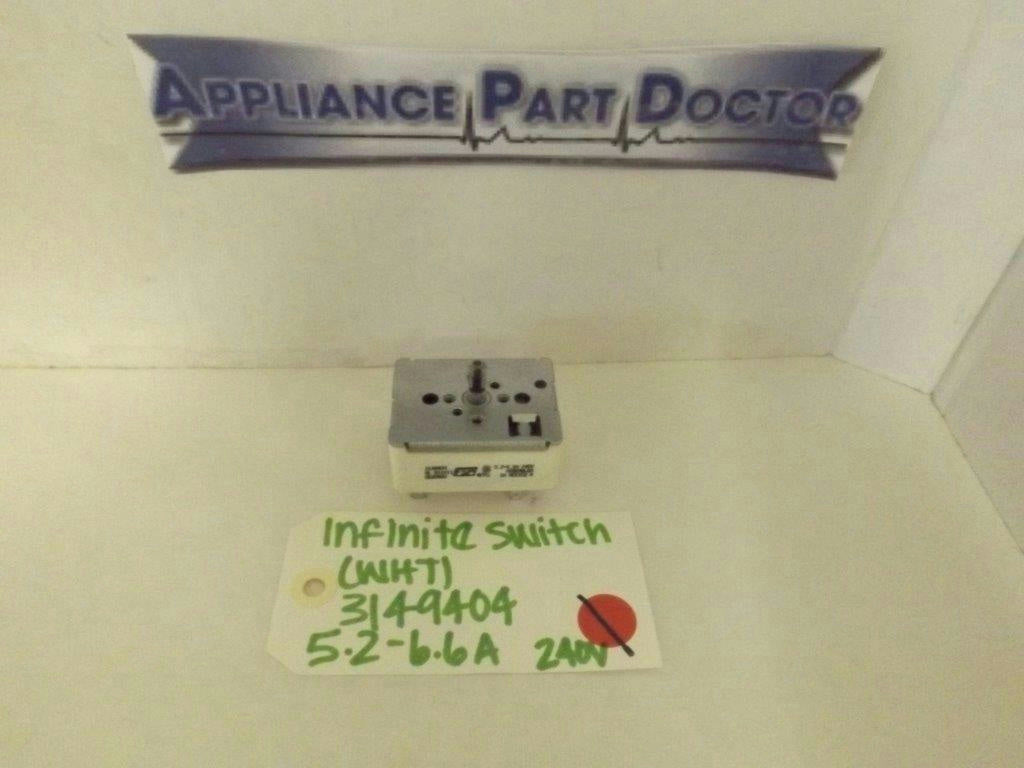 APPLIANCE PART DOCTOR
Infinite Switch
(WHT)
3149404
5.2-6.6A 240V